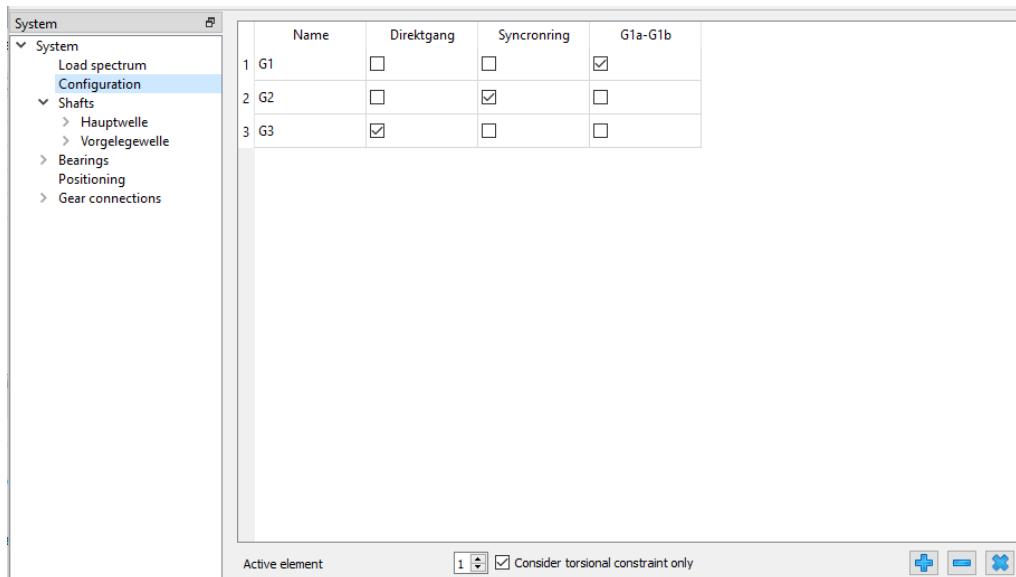 System
System
Load spectrum
Configuration
Shafts
Hauptwelle
Vorgelegewelle
Bearings
Positioning
Gear connections
Name Direktgang Syncronring G1a-G1b
1 G1
2 G2
3 G3
Active element 1 Consider torsional constraint only